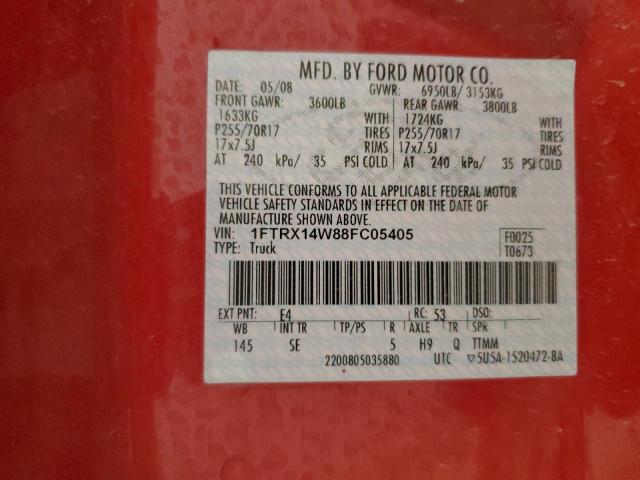 MFD. BY FORD MOTOR CO.
DATE: 05/08 GVWR: 6950LB/ 3153KG
FRONT GAWR: 3600LB REAR GAWR: 3800LB
1633KG WITH 1724KG WITH
P255/70R17 TIRES P255/70R17 TIRES
17x7.5J RIMS 17x7.5J RIMS
AT 240 kPa/ 35 PSI COLD AT 240 kPa/ 35 PSI COLD
THIS VEHICLE CONFORMS TO ALL APPLICABLE FEDERAL MOTOR
VEHICLE SAFETY STANDARDS IN EFFECT ON THE DATE OF
MANUFACTURE SHOWN ABOVE.
VIN: 1FTRX14W88FC05405 F0025
TYPE: Truck T0673
EXT PNT: E4 RC: 53 DSO:
WB INT TR TP/PS R AXLE TR SPR
145 SE 5 H9 Q TTMM
2200805035880 UTC ▽5U5A-1520472-BA